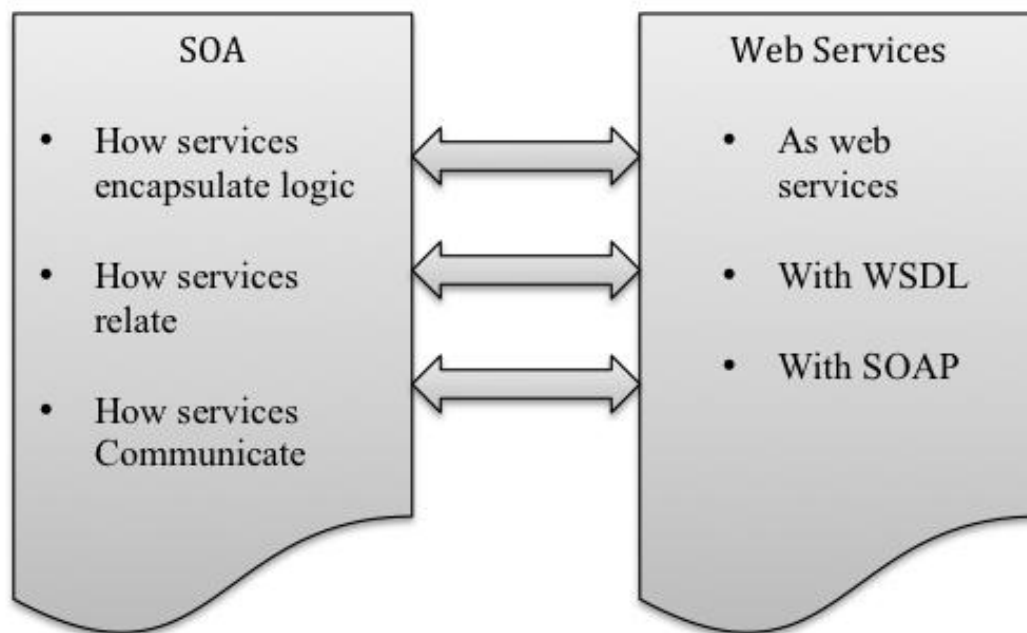 SOA
• How services
encapsulate logic
• How services
relate
• How services
Communicate
Web Services
• As web
services
• With WSDL
• With SOAP